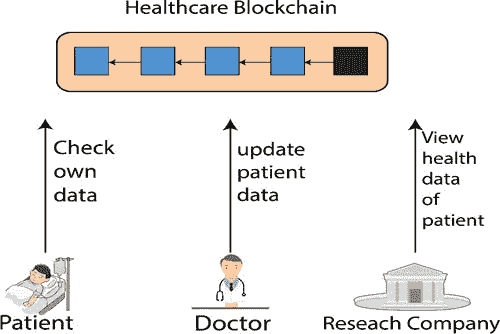 Healthcare Blockchain
Check
own
data
update
patient
data
View
health
data
of
patient
Patient
Doctor
Reseach Company